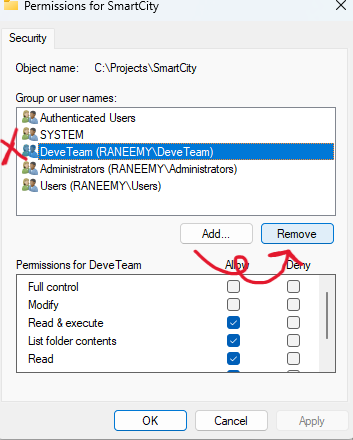 Permissions for SmartCity
Security
Object name: C:\Projects\SmartCity
Group or user names:
Authenticated Users
SYSTEM
DeveTeam (RANEEMY\DeveTeam)
Administrators (RANEEMY\Administrators)
Users (RANEEMY\Users)
Add... Remove
Permissions for DeveTeam Allow Deny
Full control
Modify
Read & execute
List folder contents
Read
OK Cancel Apply